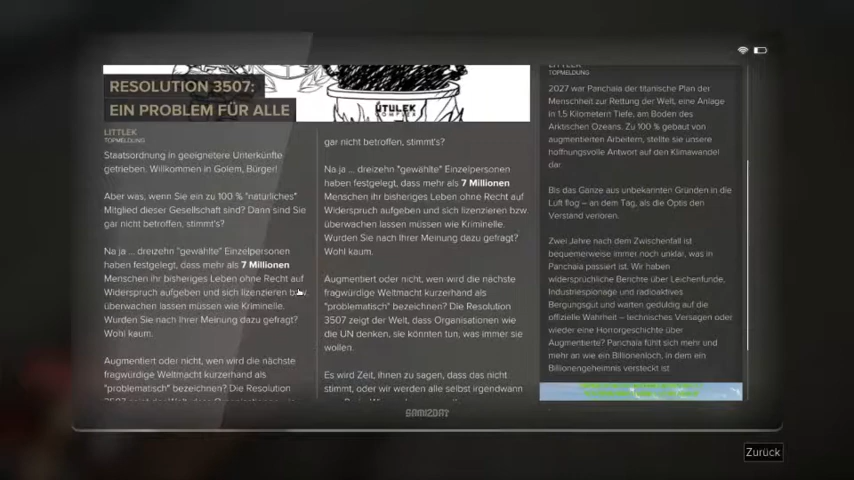 ÚTULEK
KOMPLEX
RESOLUTION 3507:
EIN PROBLEM FÜR ALLE
LITTLEK
TOPMELDUNG
Staatsordnung in geeignetere Unterkünfte
getrieben. Willkommen in Golem, Bürger!
Aber was, wenn Sie ein zu 100 % "natürliches"
Mitglied dieser Gesellschaft sind? Dann sind Sie
gar nicht betroffen, stimmt's?
Na ja ... dreizehn "gewählte" Einzelpersonen
haben festgelegt, dass mehr als 7 Millionen
Menschen ihr bisheriges Leben ohne Recht auf
Widerspruch aufgeben und sich lizenzieren bzw.
überwachen lassen müssen wie Kriminelle.
Wurden Sie nach Ihrer Meinung dazu gefragt?
Wohl kaum.
Augmentiert oder nicht, wen wird die nächste
fragwürdige Weltmacht kurzerhand als
"problematisch" bezeichnen? Die Resolution
3507 zeigt der Welt, dass Organisationen wie
gar nicht betroffen, stimmt's?
Na ja ... dreizehn "gewählte" Einzelpersonen
haben festgelegt, dass mehr als 7 Millionen
Menschen ihr bisheriges Leben ohne Recht auf
Widerspruch aufgeben und sich lizenzieren bzw.
überwachen lassen müssen wie Kriminelle.
Wurden Sie nach Ihrer Meinung dazu gefragt?
Wohl kaum.
Augmentiert oder nicht, wen wird die nächste
fragwürdige Weltmacht kurzerhand als
"problematisch" bezeichnen? Die Resolution
3507 zeigt der Welt, dass Organisationen wie
die UN denken, sie könnten tun, was immer sie
wollen.
Es wird Zeit, ihnen zu sagen, dass das nicht
stimmt, oder wir werden alle selbst irgendwann
LITTLEK
TOPMELDUNG
2027 war Panchaia der titanische Plan der
Menschheit zur Rettung der Welt, eine Anlage
in 1,5 Kilometern Tiefe, am Boden des
Arktischen Ozeans. Zu 100 % gebaut von
augmentierten Arbeitern, stellte sie unsere
hoffnungsvolle Antwort auf den Klimawandel
dar.
Bis das Ganze aus unbekannten Gründen in die
Luft flog – an dem Tag, als die Optis den
Verstand verloren.
Zwei Jahre nach dem Zwischenfall ist
bequemerweise immer noch unklar, was in
Panchaia passiert ist. Wir haben
widersprüchliche Berichte über Leichenfunde,
Industriespionage und radioaktives
Bergungsgut und warten geduldig auf die
offizielle Wahrheit – technisches Versagen oder
wieder eine Horrorgeschichte über
Augmentierte? Panchaia fühlt sich mehr und
mehr an wie ein Billionenloch, in dem ein
Billionengeheimnis versteckt ist.
SAMIZDAT
Zurück